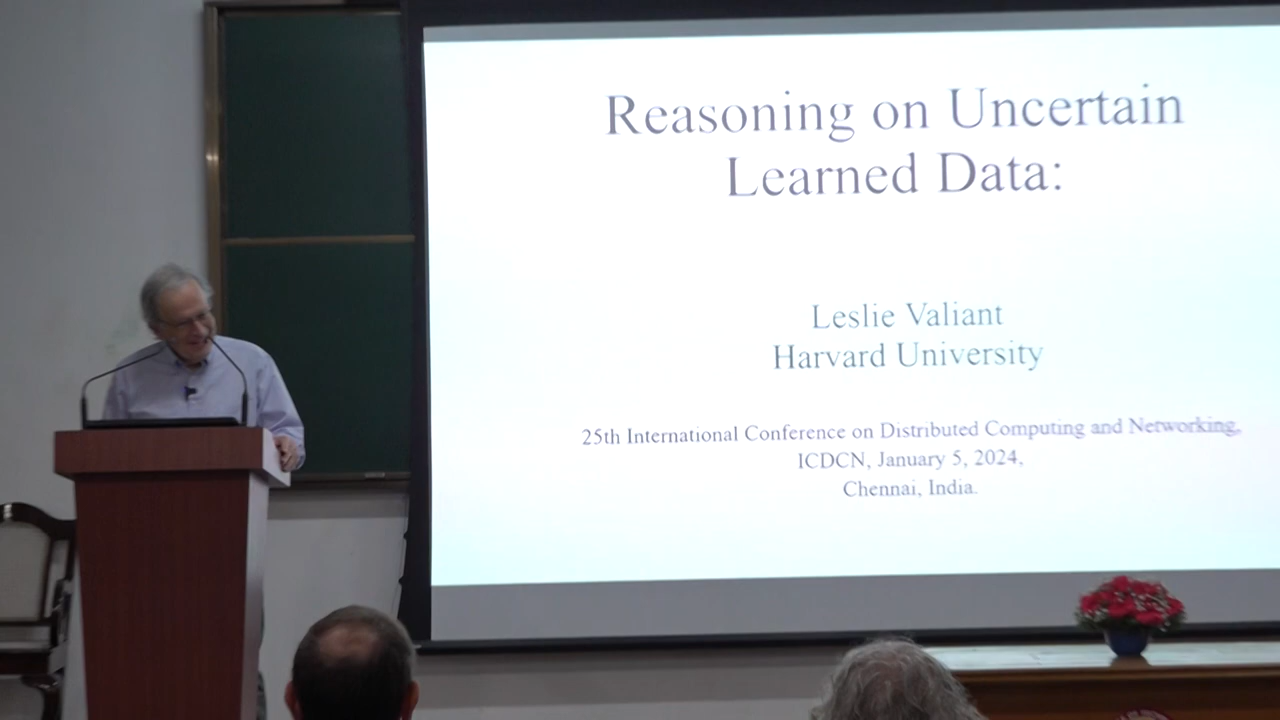 Reasoning on Uncertain
Learned Data:
Leslie Valiant
Harvard University
25th International Conference on Distributed Computing and Networking,
ICDCN, January 5, 2024,
Chennai, India.